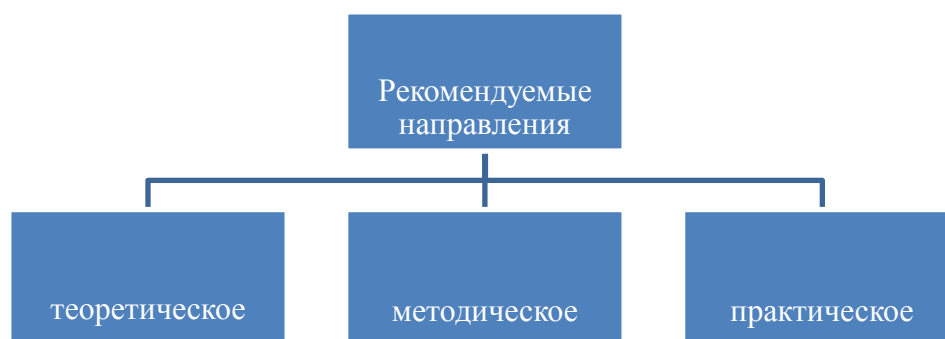 Рекомендуемые
направления
теоретическое
методическое
практическое